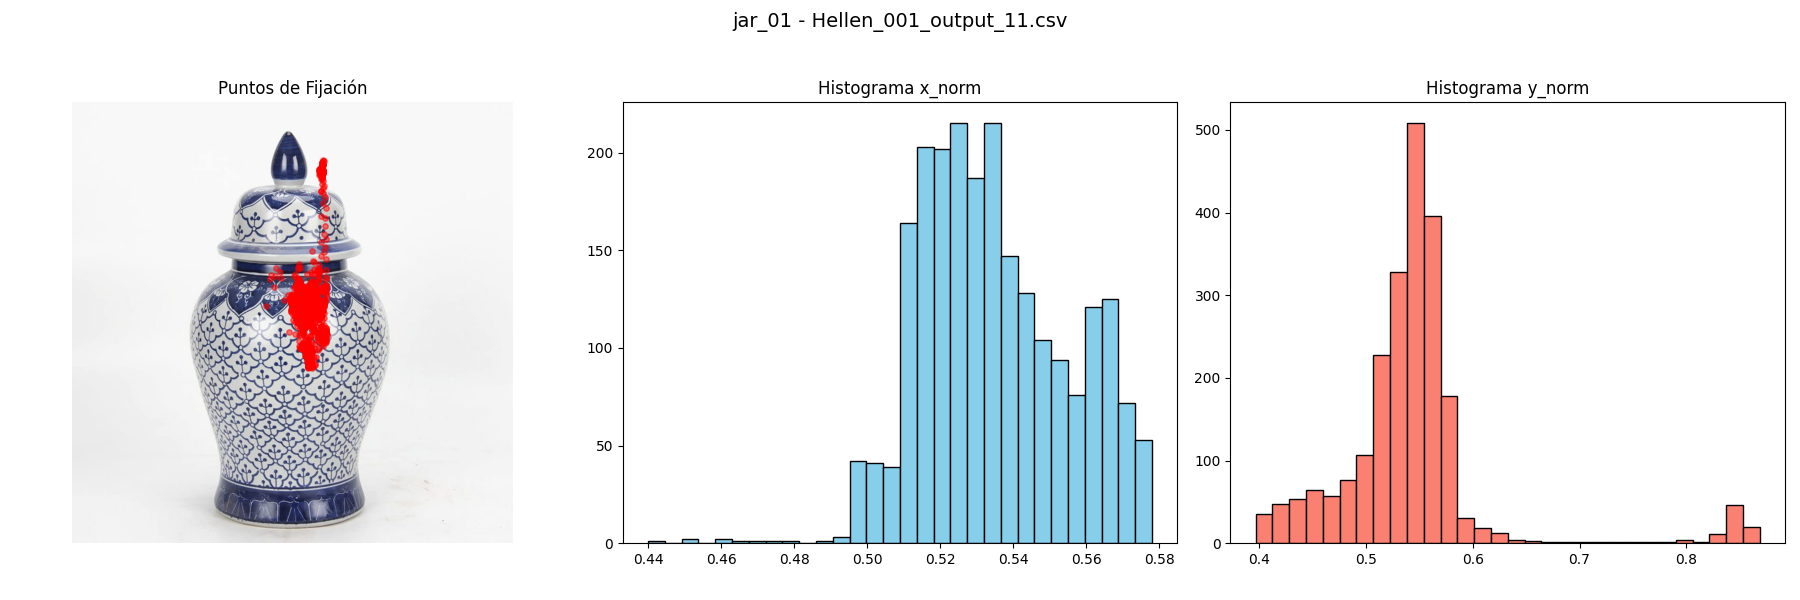 jar_01 - Hellen_001_output_11.csv
Puntos de Fijación
Histograma x_norm
200
150
100
50
0
0.44 0.46 0.48 0.50 0.52 0.54 0.56 0.58
Histograma y_norm
500
400
300
200
100
0
0.4 0.5 0.6 0.7 0.8